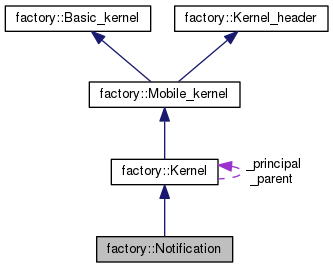 factory::Basic_kernel
factory::Kernel_header
factory::Mobile_kernel
factory::Kernel
_principal
_parent
factory::Notification